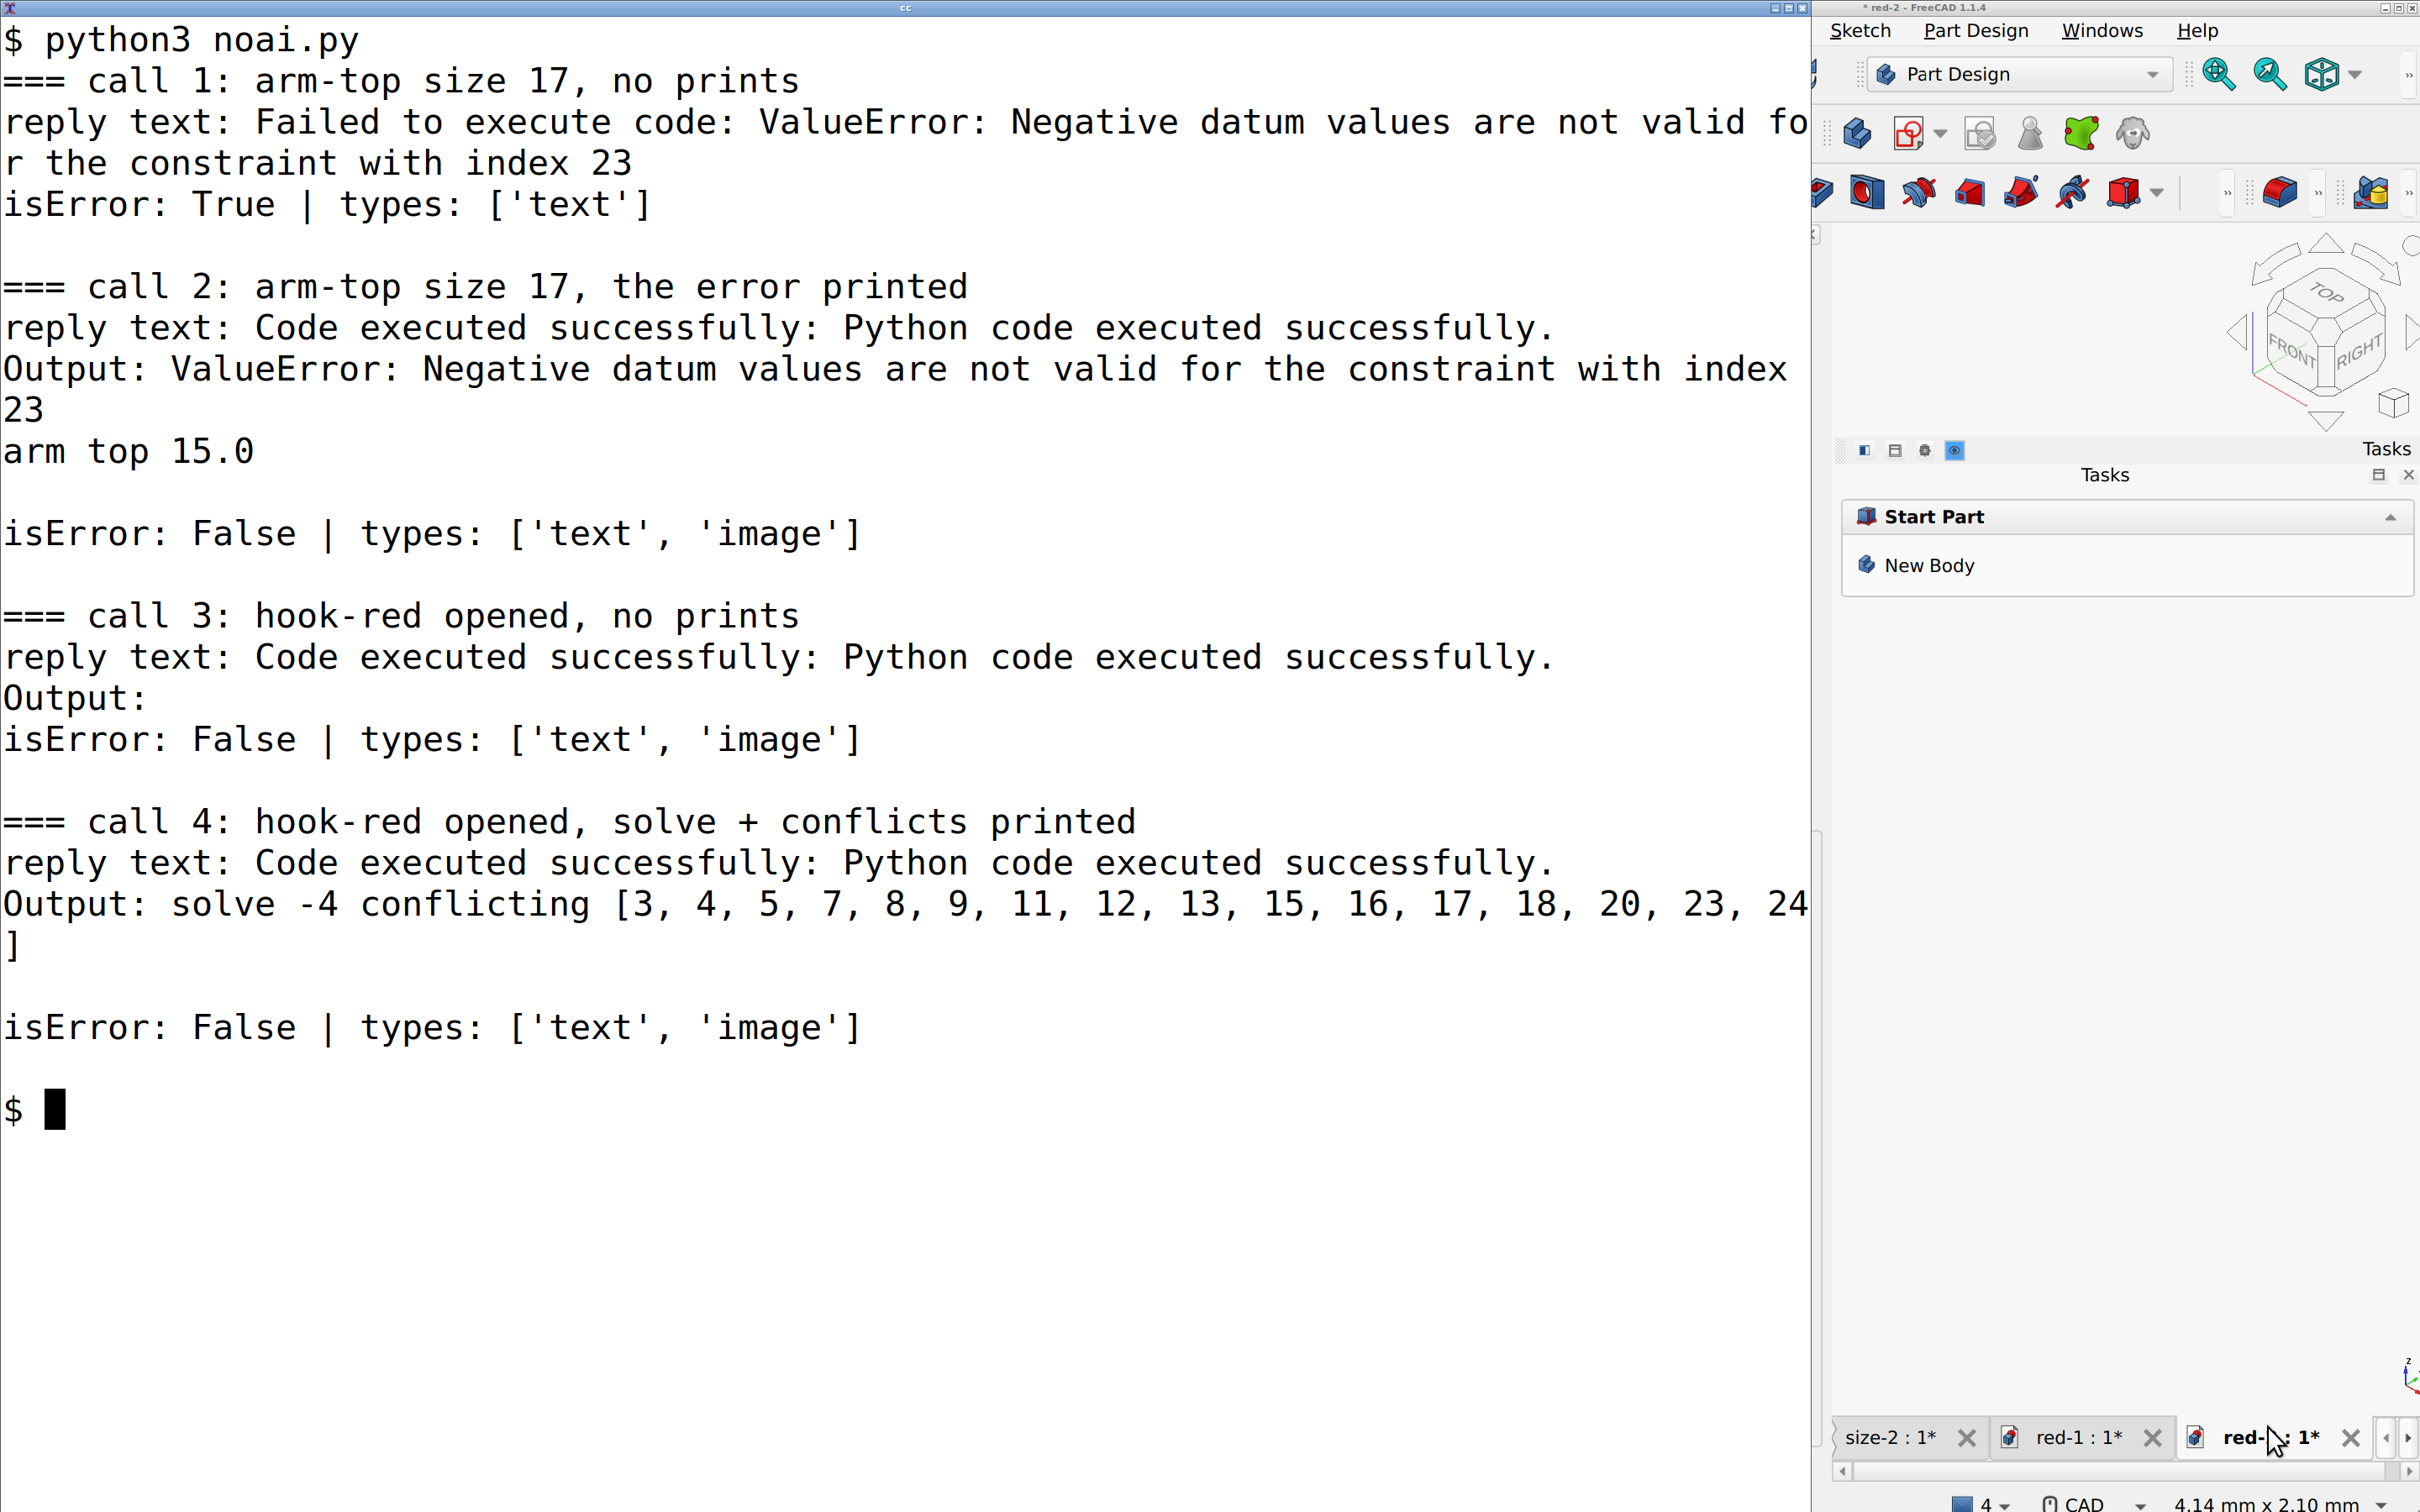 cc
$ python3 noai.py
=== call 1: arm-top size 17, no prints
reply text: Failed to execute code: ValueError: Negative datum values are not valid fo
r the constraint with index 23
isError: True | types: ['text']
=== call 2: arm-top size 17, the error printed
reply text: Code executed successfully: Python code executed successfully.
Output: ValueError: Negative datum values are not valid for the constraint with index
23
arm top 15.0
isError: False | types: ['text', 'image']
=== call 3: hook-red opened, no prints
reply text: Code executed successfully: Python code executed successfully.
Output:
isError: False | types: ['text', 'image']
=== call 4: hook-red opened, solve + conflicts printed
reply text: Code executed successfully: Python code executed successfully.
Output: solve -4 conflicting [3, 4, 5, 7, 8, 9, 11, 12, 13, 15, 16, 17, 18, 20, 23, 24
]
isError: False | types: ['text', 'image']
$
* red-2 - FreeCAD 1.1.4
Sketch Part Design Windows Help
Part Design
TOP
FRONT RIGHT
Tasks
Tasks
Start Part
New Body
z
size-2 : 1* red-1 : 1* red- : 1*
4 CAD 4.14 mm x 2.10 mm